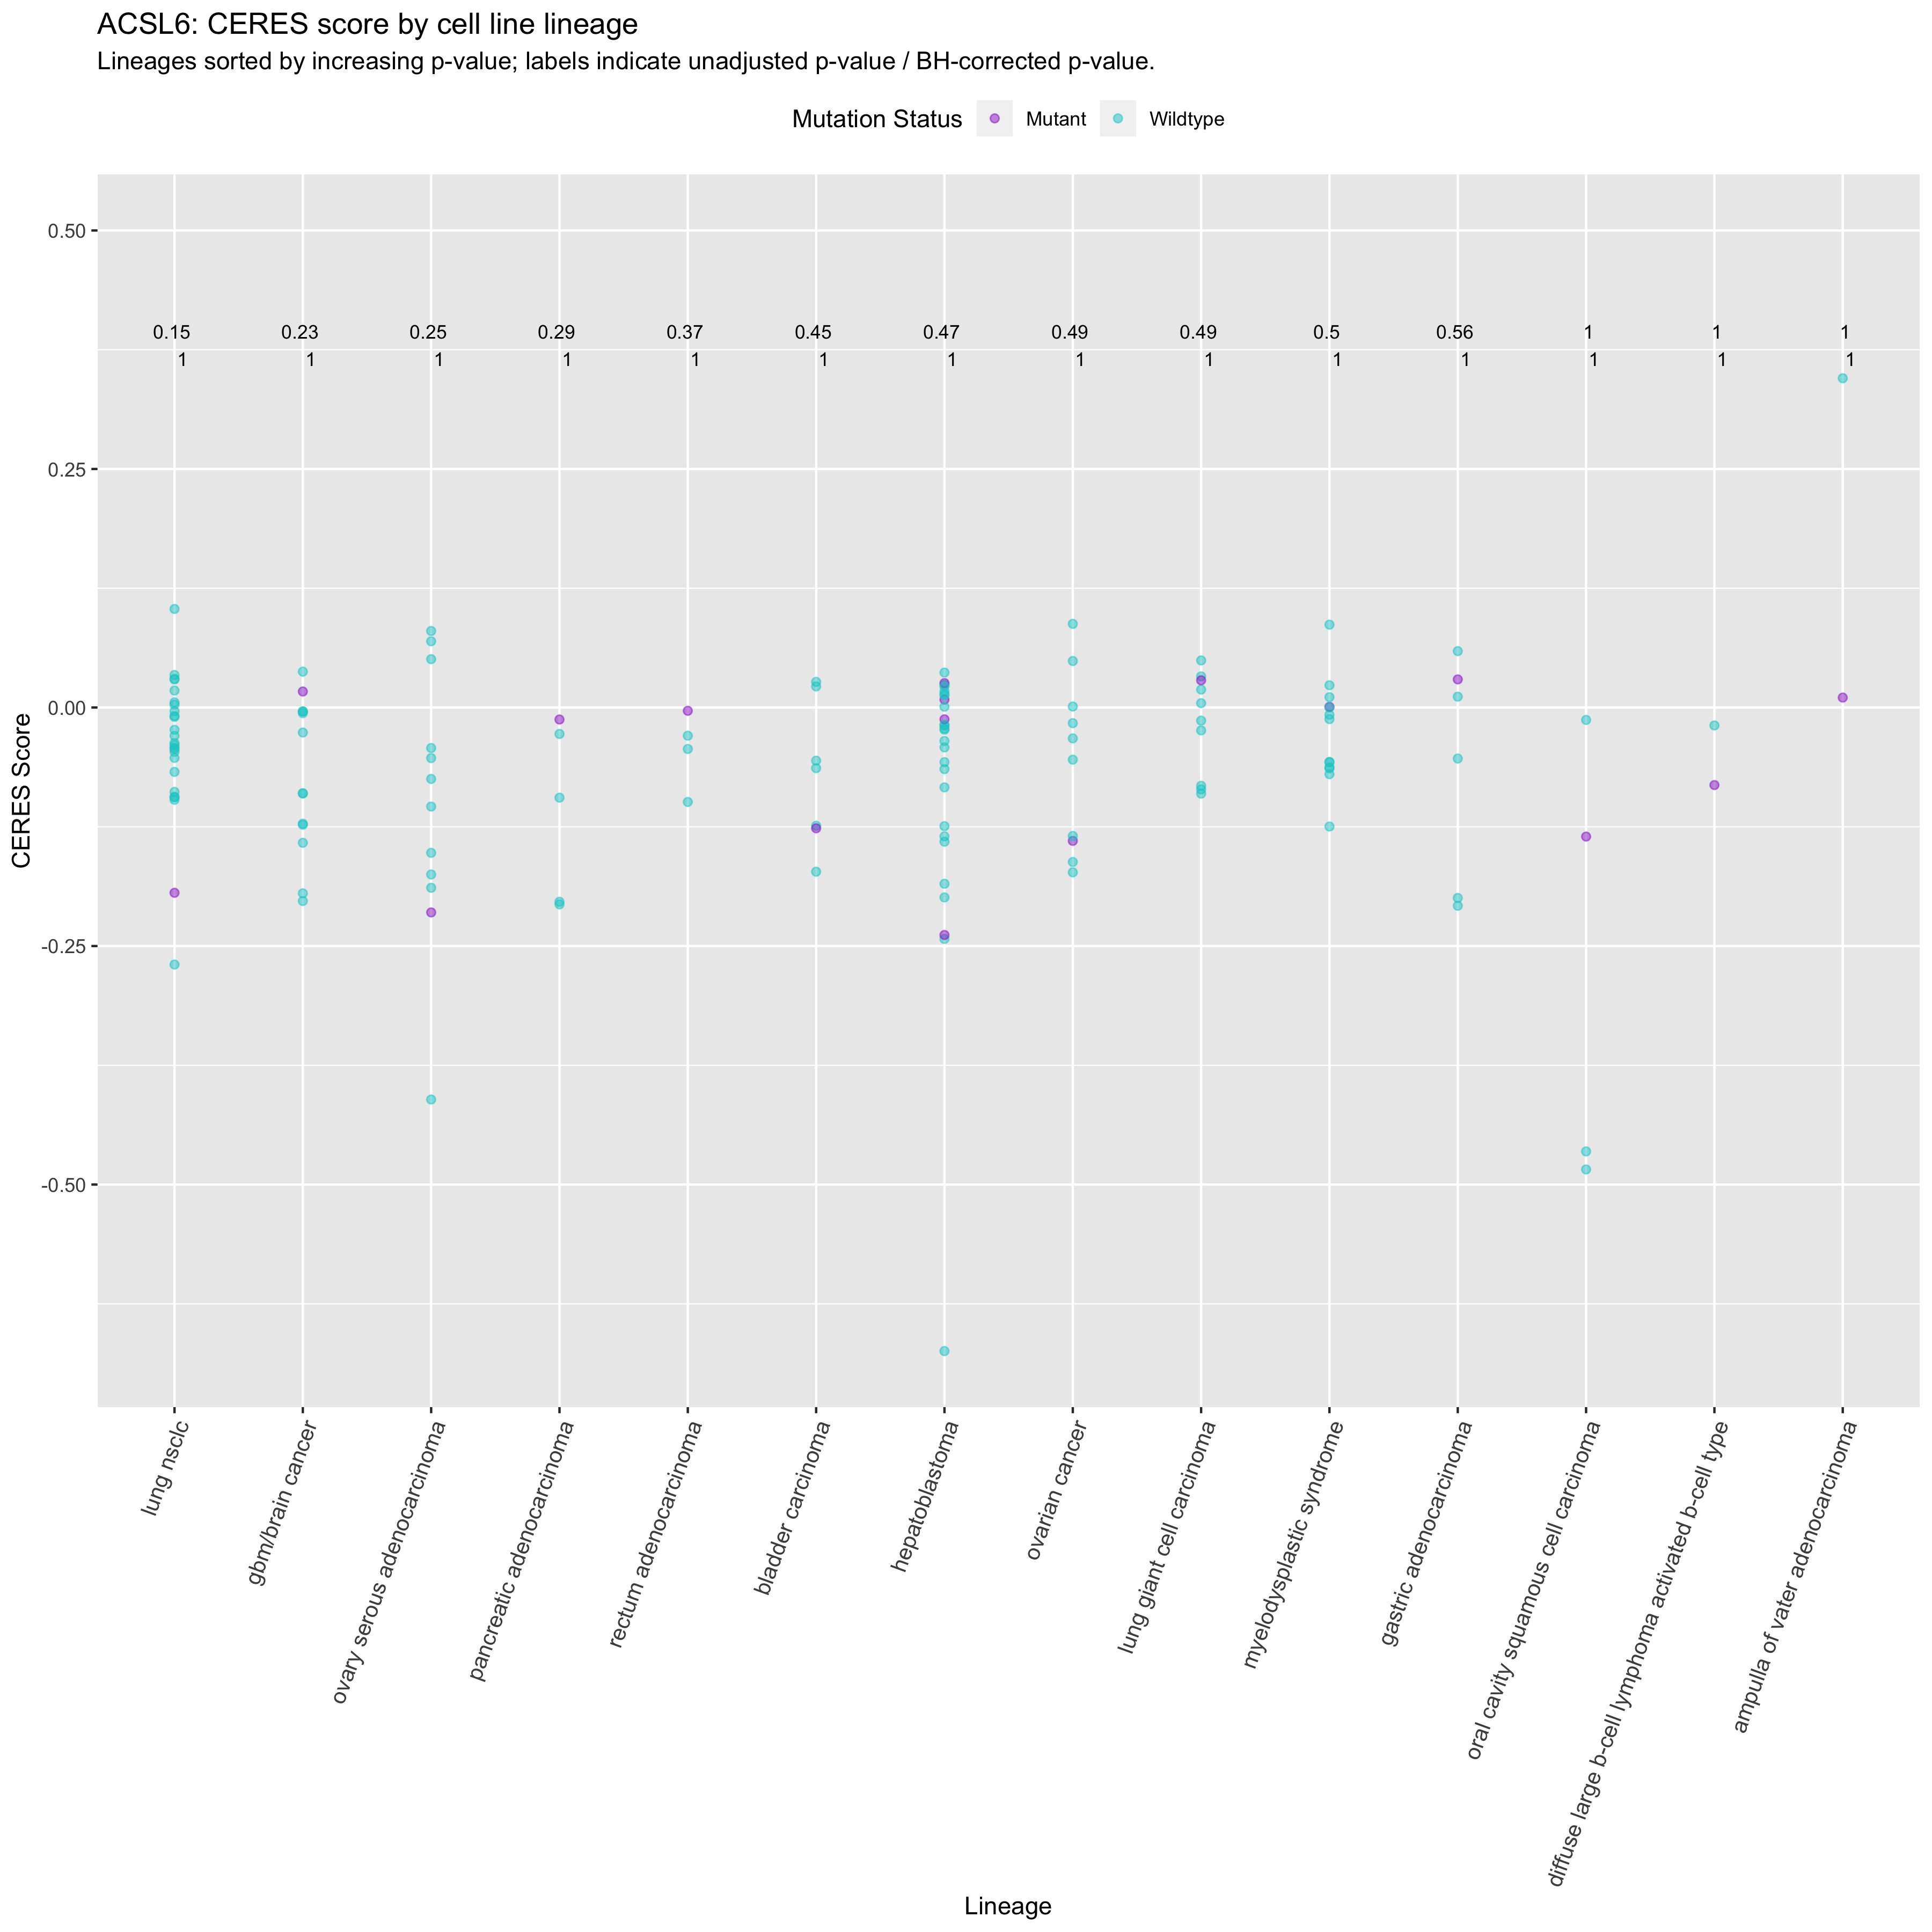 ACSL6: CERES score by cell line lineage
Lineages sorted by increasing p-value; labels indicate unadjusted p-value / BH-corrected p-value.
Mutation Status Mutant Wildtype
0.50
0.15 0.23 0.25 0.29 0.37 0.45 0.47 0.49 0.49 0.5 0.56 1 1 1
1 1 1 1 1 1 1 1 1 1 1 1 1 1
0.25
0.00
-0.25
-0.50
CERES Score
lung nsclc
gbm/brain cancer
ovary serous adenocarcinoma
pancreatic adenocarcinoma
rectum adenocarcinoma
bladder carcinoma
hepatoblastoma
ovarian cancer
lung giant cell carcinoma
myelodysplastic syndrome
gastric adenocarcinoma
oral cavity squamous cell carcinoma
diffuse large b-cell lymphoma activated b-cell type
ampulla of vater adenocarcinoma
Lineage